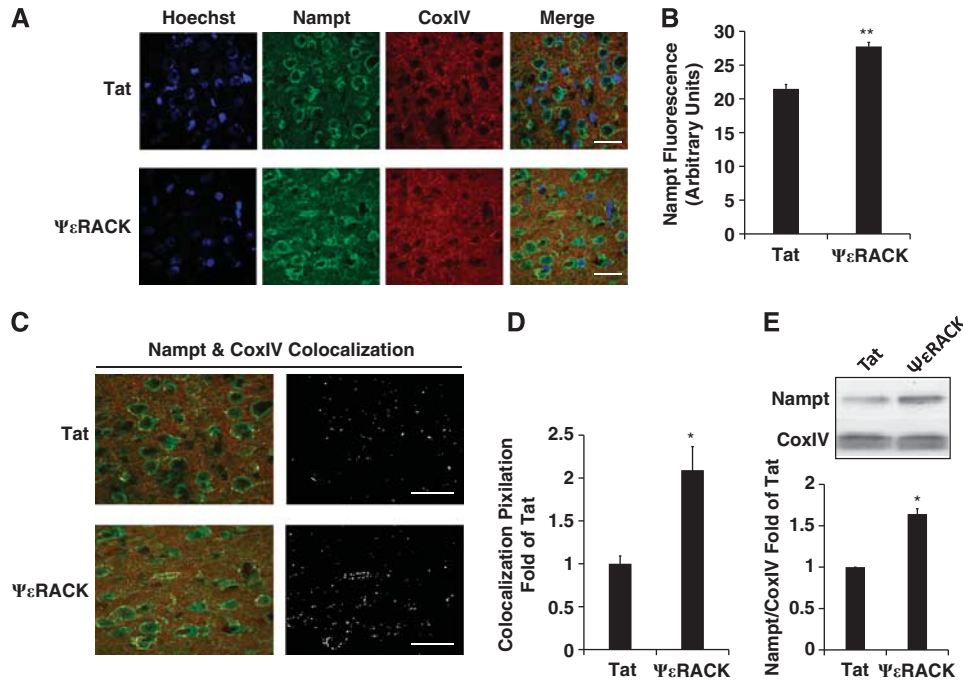 A
Hoechst Nampt CoxIV Merge
Tat
ΨεRACK
B
Nampt Fluorescence
(Arbitrary Units)
35
30
25
20
15
10
5
0
**
Tat ΨεRACK
C
Nampt & CoxIV Colocalization
Tat
ΨεRACK
D
Colocalization Pixilation
Fold of Tat
2.5
2
1.5
1
0.5
0
*
Tat ΨεRACK
E
Tat ΨεRACK
Nampt
CoxIV
Nampt/CoxIV Fold of Tat
2
1.5
1
0.5
0
*
Tat ΨεRACK